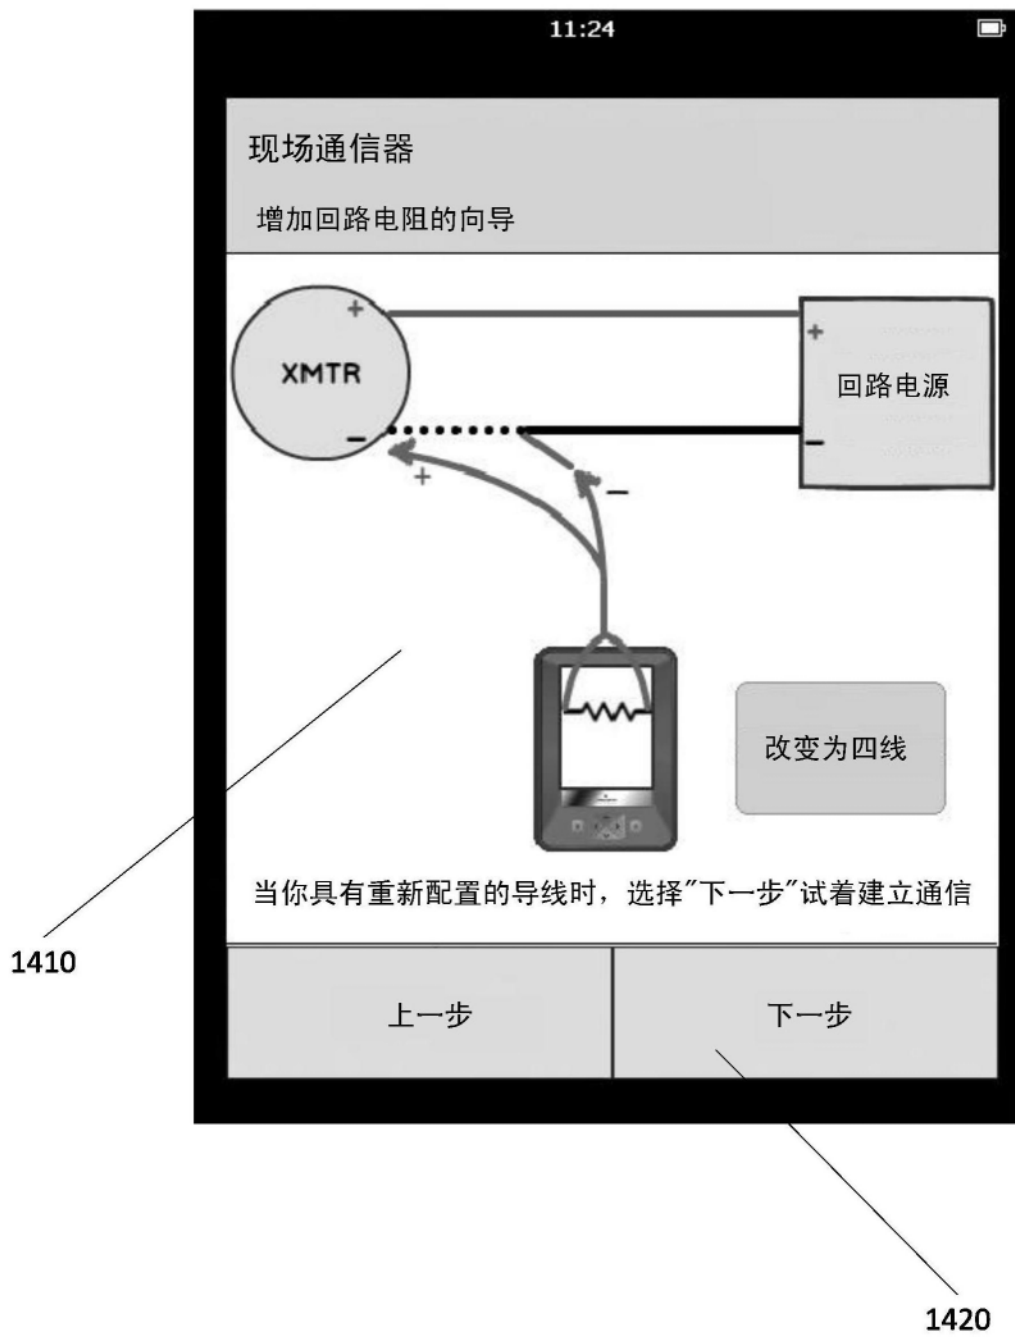 11:24
现场通信器
增加回路电阻的向导
+
+
XMTR
回路电源
−
−
+
−
改变为四线
当你具有重新配置的导线时，选择"下一步"试着建立通信
1410
上一步
下一步
1420